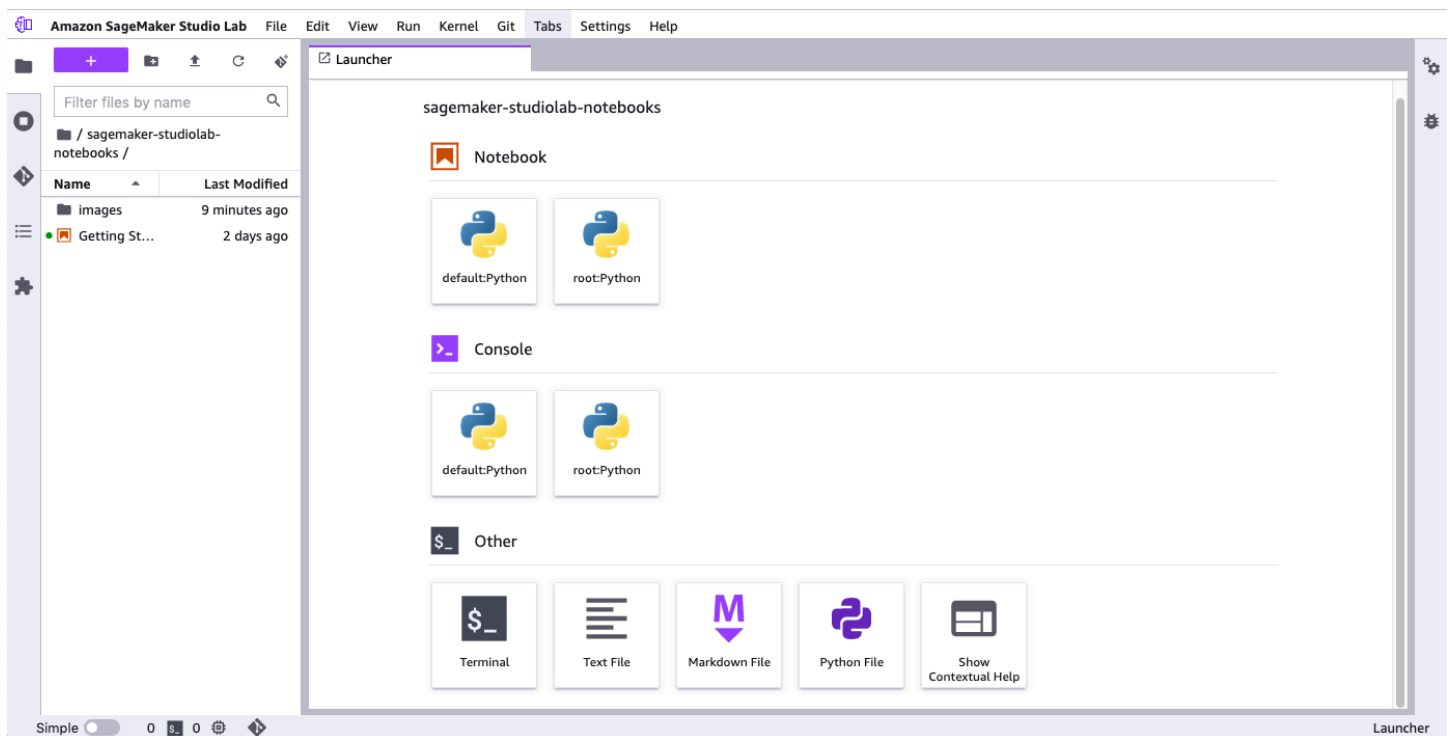 Amazon SageMaker Studio Lab File Edit View Run Kernel Git Tabs Settings Help
+
Filter files by name
/ sagemaker-studiolab-
notebooks /
Name Last Modified
images 9 minutes ago
Getting St... 2 days ago
Launcher
sagemaker-studiolab-notebooks
Notebook
default:Python root:Python
>_ Console
default:Python root:Python
$_ Other
$_ M
Terminal Text File Markdown File Python File Show
Contextual Help
Simple 0 $_ 0 Launcher